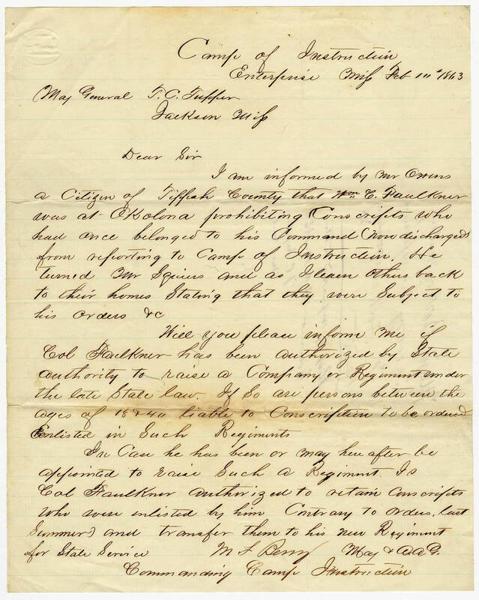 Camp of Instruction
Enterprise Miss Feb 10th 1863
Maj General T. C. Tupper
Jackson Miss
Dear Sir
I am informed by Mr
a Citizen of Tippah County that Wm C. Faulkner
was at Okolona prohibiting Conscripts who
had once belonged to his Command (Now discharged)
from reporting to Camp of Instruction. He
turned Mr Squires and as I learn others back
to their homes Stating that they were Subject to
his orders &c
Will you please inform me if
Col Faulkner has been authorized by State
authority to raise a Company or Regiment under
the late State law. If So are persons between the
ages of 18 & 40 liable to Conscription to be ordered
Enlisted in Such Regiments
In Case he has been or may here after be
appointed to raise Such a Regiment Is
Col Faulkner authorized to retain conscripts
who were enlisted by him Contrary to orders, last
Summer) and transfer them to his new Regiment
for State Service M F Berry Maj & AAG.
Commanding Camp Instruction